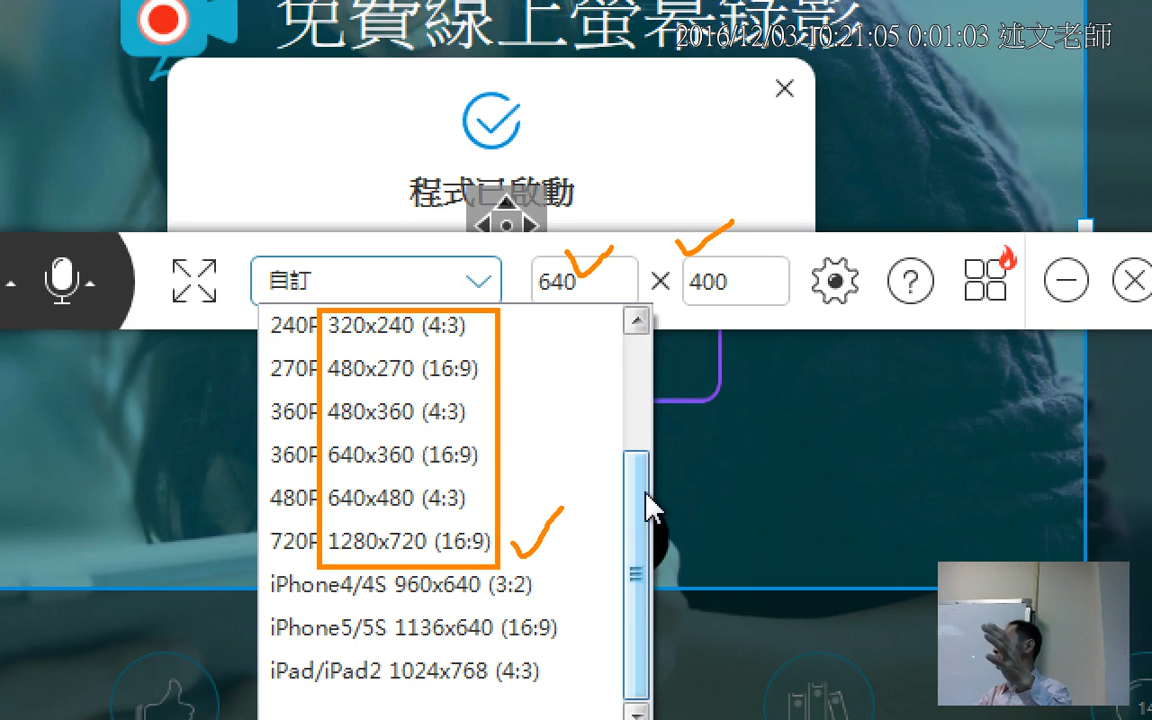 免費線上螢幕錄影
2016/12/03 10:21:05 0:01:03 述文老師
程式已啟動
自訂
640 × 400
240P 320x240 (4:3)
270P 480x270 (16:9)
360P 480x360 (4:3)
360P 640x360 (16:9)
480P 640x480 (4:3)
720P 1280x720 (16:9)
iPhone4/4S 960x640 (3:2)
iPhone5/5S 1136x640 (16:9)
iPad/iPad2 1024x768 (4:3)